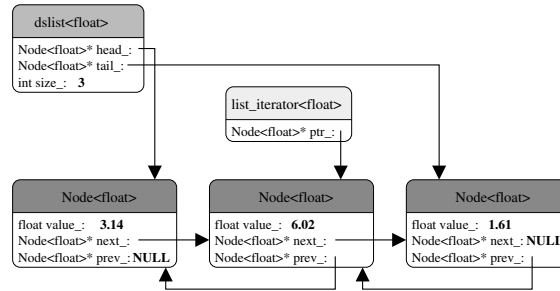 dslist<float>
Node<float>* head_:
Node<float>* tail_:
int size_: 3
list_iterator<float>
Node<float>* ptr_:
Node<float>
float value_: 3.14
Node<float>* next_:
Node<float>* prev_: NULL
Node<float>
float value_: 6.02
Node<float>* next_:
Node<float>* prev_:
Node<float>
float value_: 1.61
Node<float>* next_: NULL
Node<float>* prev_: